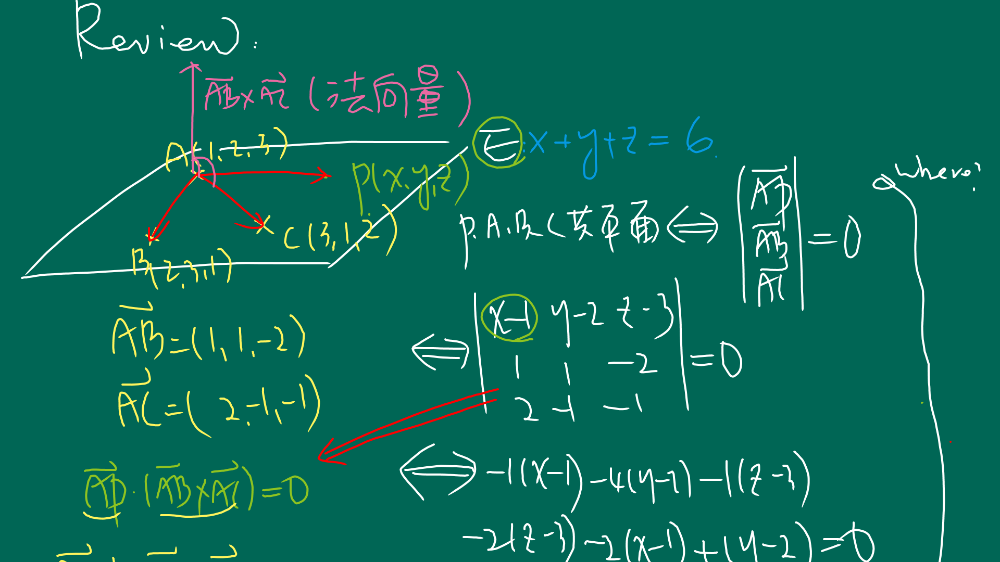 Review:
AB×AC (法向量)
A(1,2,3)
E: x+y+z=6
P(x,y,z)
where?
C(3,1,2)
B(2,3,1)
P.A.B.C共平面 ⟺ |AP AB AC| = 0
AB=(1,1,-2)
⟺ | x-1 y-2 z-3
1 1 -2
2 -1 -1 | = 0
AC=(2,-1,-1)
AP·(AB×AC)=0
⟺ -1(x-1)-4(y-2)-1(z-3)
-2(z-3)-2(x-1)+(y-2)=0